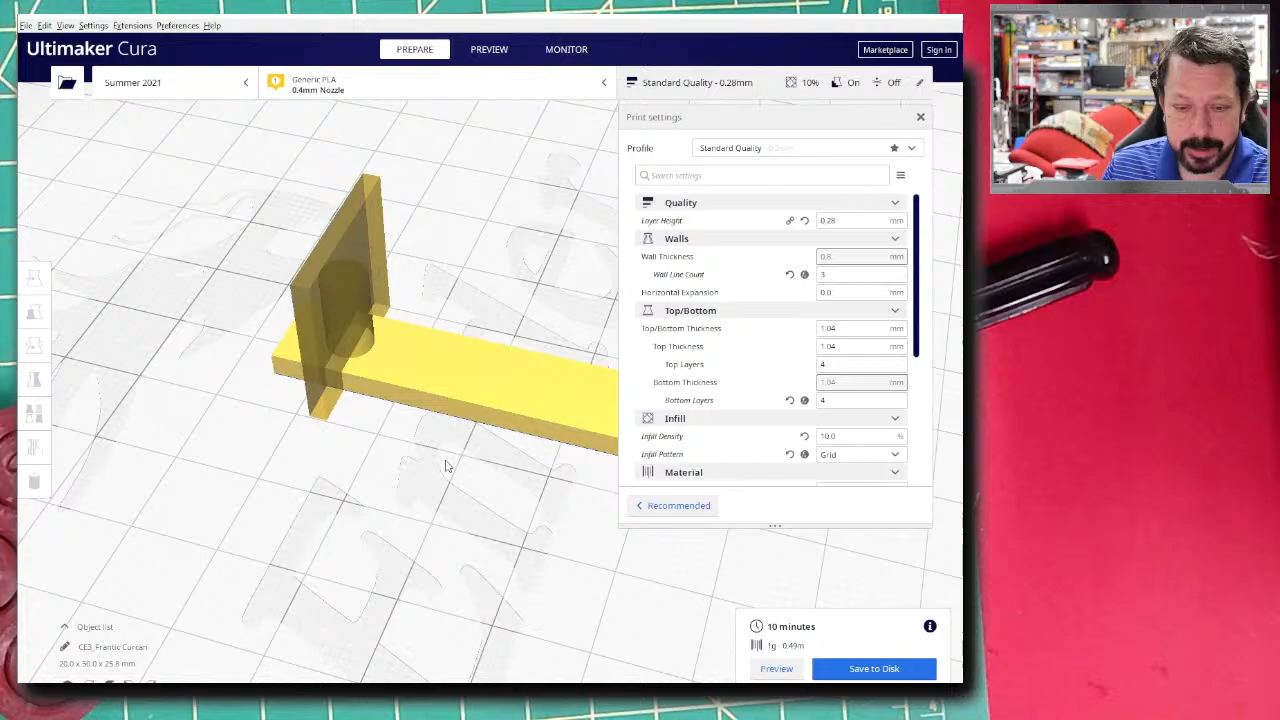 File Edit View Settings Extensions Preferences Help
Ultimaker Cura
PREPARE PREVIEW MONITOR
Marketplace Sign in
Summer 2021
Generic PLA
0.4mm Nozzle
Standard Quality - 0.28mm 10% On Off
Print settings
Profile Standard Quality 0.2mm
Search settings
Quality
Layer Height 0.28 mm
Walls
Wall Thickness 0.8 mm
Wall Line Count 3
Horizontal Expansion 0.0 mm
Top/Bottom
Top/Bottom Thickness 1.04 mm
Top Thickness 1.04 mm
Top Layers 4
Bottom Thickness 1.04 mm
Bottom Layers 4
Infill
Infill Density 10.0 %
Infill Pattern Grid
Material
Recommended
Object list
CE3_Frantic Curcan
20.0 x 50.0 x 25.8 mm
10 minutes
1g · 0.49m
Preview Save to Disk